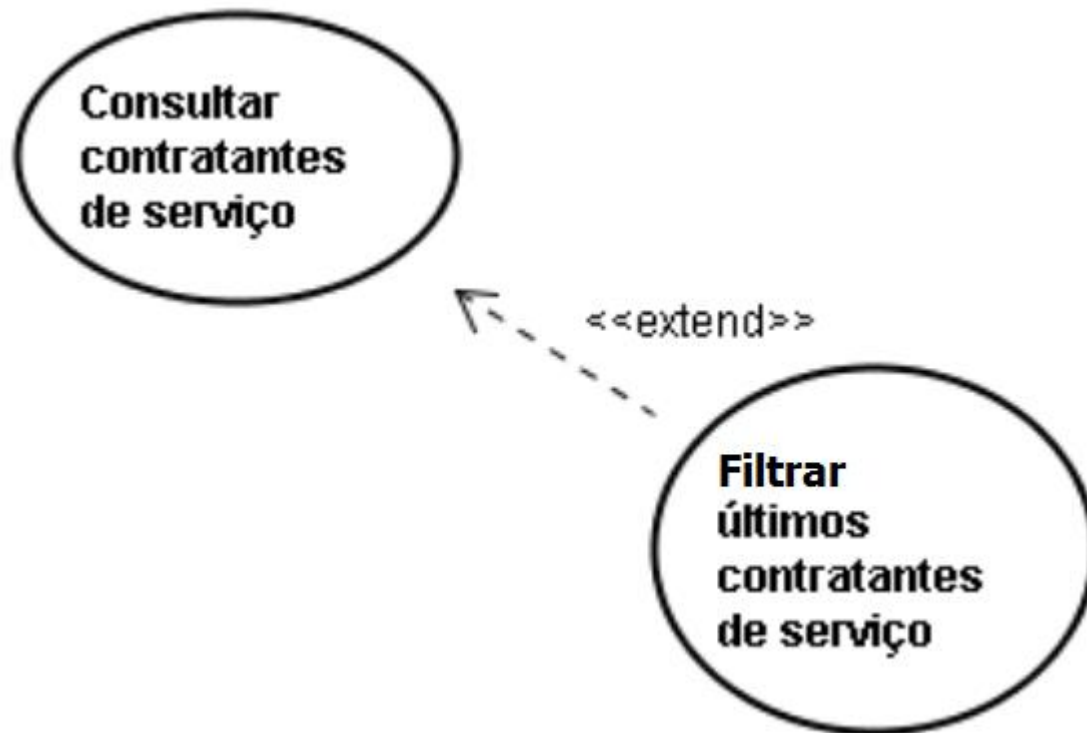 Consultar
contratantes
de serviço
<<extend>>
Filtrar
últimos
contratantes
de serviço